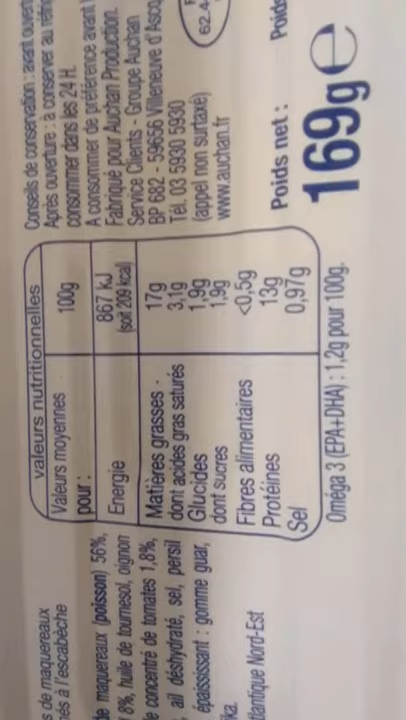 s de maquereaux
nés à l'escabèche
de maquereaux (poisson) 56%,
8%, huile de tournesol, oignon
e concentré de tomates 1,8%,
ail déshydraté, sel, persil
épaississant : gomme guar,
ka.
tlantique Nord-Est
valeurs nutritionnelles
Valeurs moyennes pour : 100g
Energie 867 kJ
(soit 209 kcal)
Matières grasses - 17g
dont acides gras saturés 3,1g
Glucides 1,9g
dont sucres 1,9g
Fibres alimentaires <0,5g
Protéines 13g
Sel 0,97g
Oméga 3 (EPA+DHA) : 1,2g pour 100g.
Conseils de conservation : avant
Après ouverture : à conserver au
consommer dans les 24 H.
A consommer de préférence avant
Fabriqué pour Auchan Production.
Service Clients - Groupe Auchan
BP 682 - 59656 Villeneuve d'Asq
Tél. 03 5930 5930
(appel non surtaxé)
www.auchan.fr
62.4
Poids net : Poids
169g e